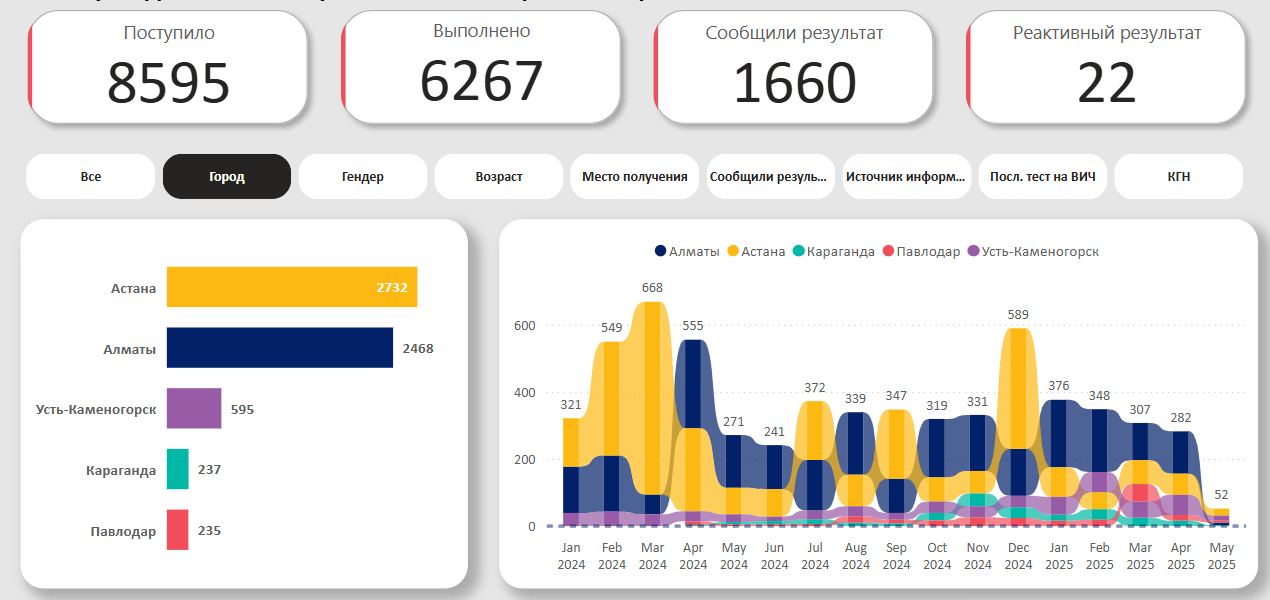 Поступило
8595
Выполнено
6267
Сообщили результат
1660
Реактивный результат
22
Все
Город
Гендер
Возраст
Место получения
Сообщили резуль...
Источник информ...
Посл. тест на ВИЧ
КГН
Астана 2732
Алматы 2468
Усть-Каменогорск 595
Караганда 237
Павлодар 235
Алматы Астана Караганда Павлодар Усть-Каменогорск
600
400
200
0
321
549
668
555
271
241
372
339
347
319
331
589
376
348
307
282
52
Jan 2024
Feb 2024
Mar 2024
Apr 2024
May 2024
Jun 2024
Jul 2024
Aug 2024
Sep 2024
Oct 2024
Nov 2024
Dec 2024
Jan 2025
Feb 2025
Mar 2025
Apr 2025
May 2025